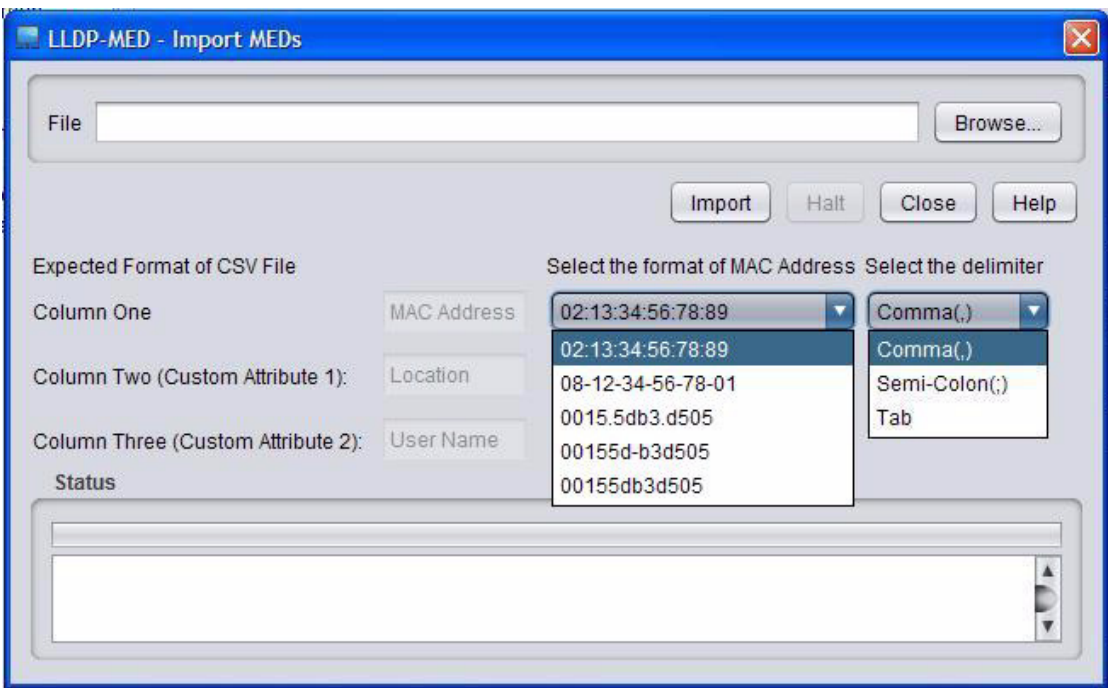 LLDP-MED - Import MEDs
File
Browse...
Import Halt Close Help
Expected Format of CSV File Select the format of MAC Address Select the delimiter
Column One MAC Address 02:13:34:56:78:89 Comma(,)
02:13:34:56:78:89 Comma(,)
Column Two (Custom Attribute 1): Location 08-12-34-56-78-01 Semi-Colon(;)
0015.5db3.d505 Tab
Column Three (Custom Attribute 2): User Name 00155d-b3d505
Status 00155db3d505